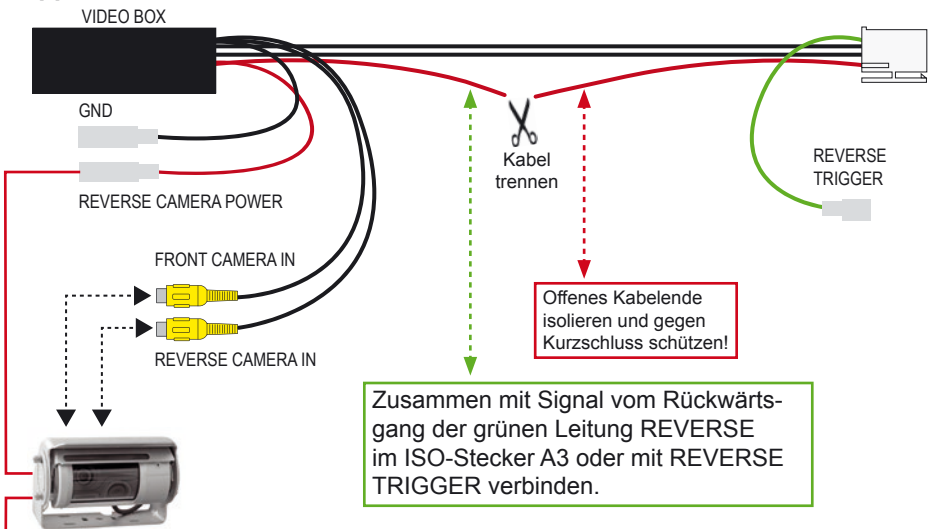 VIDEO BOX
GND
REVERSE CAMERA POWER
Kabel
trennen
REVERSE
TRIGGER
FRONT CAMERA IN
REVERSE CAMERA IN
Offenes Kabelende
isolieren und gegen
Kurzschluss schützen!
Zusammen mit Signal vom Rückwärts-
gang der grünen Leitung REVERSE
im ISO-Stecker A3 oder mit REVERSE
TRIGGER verbinden.